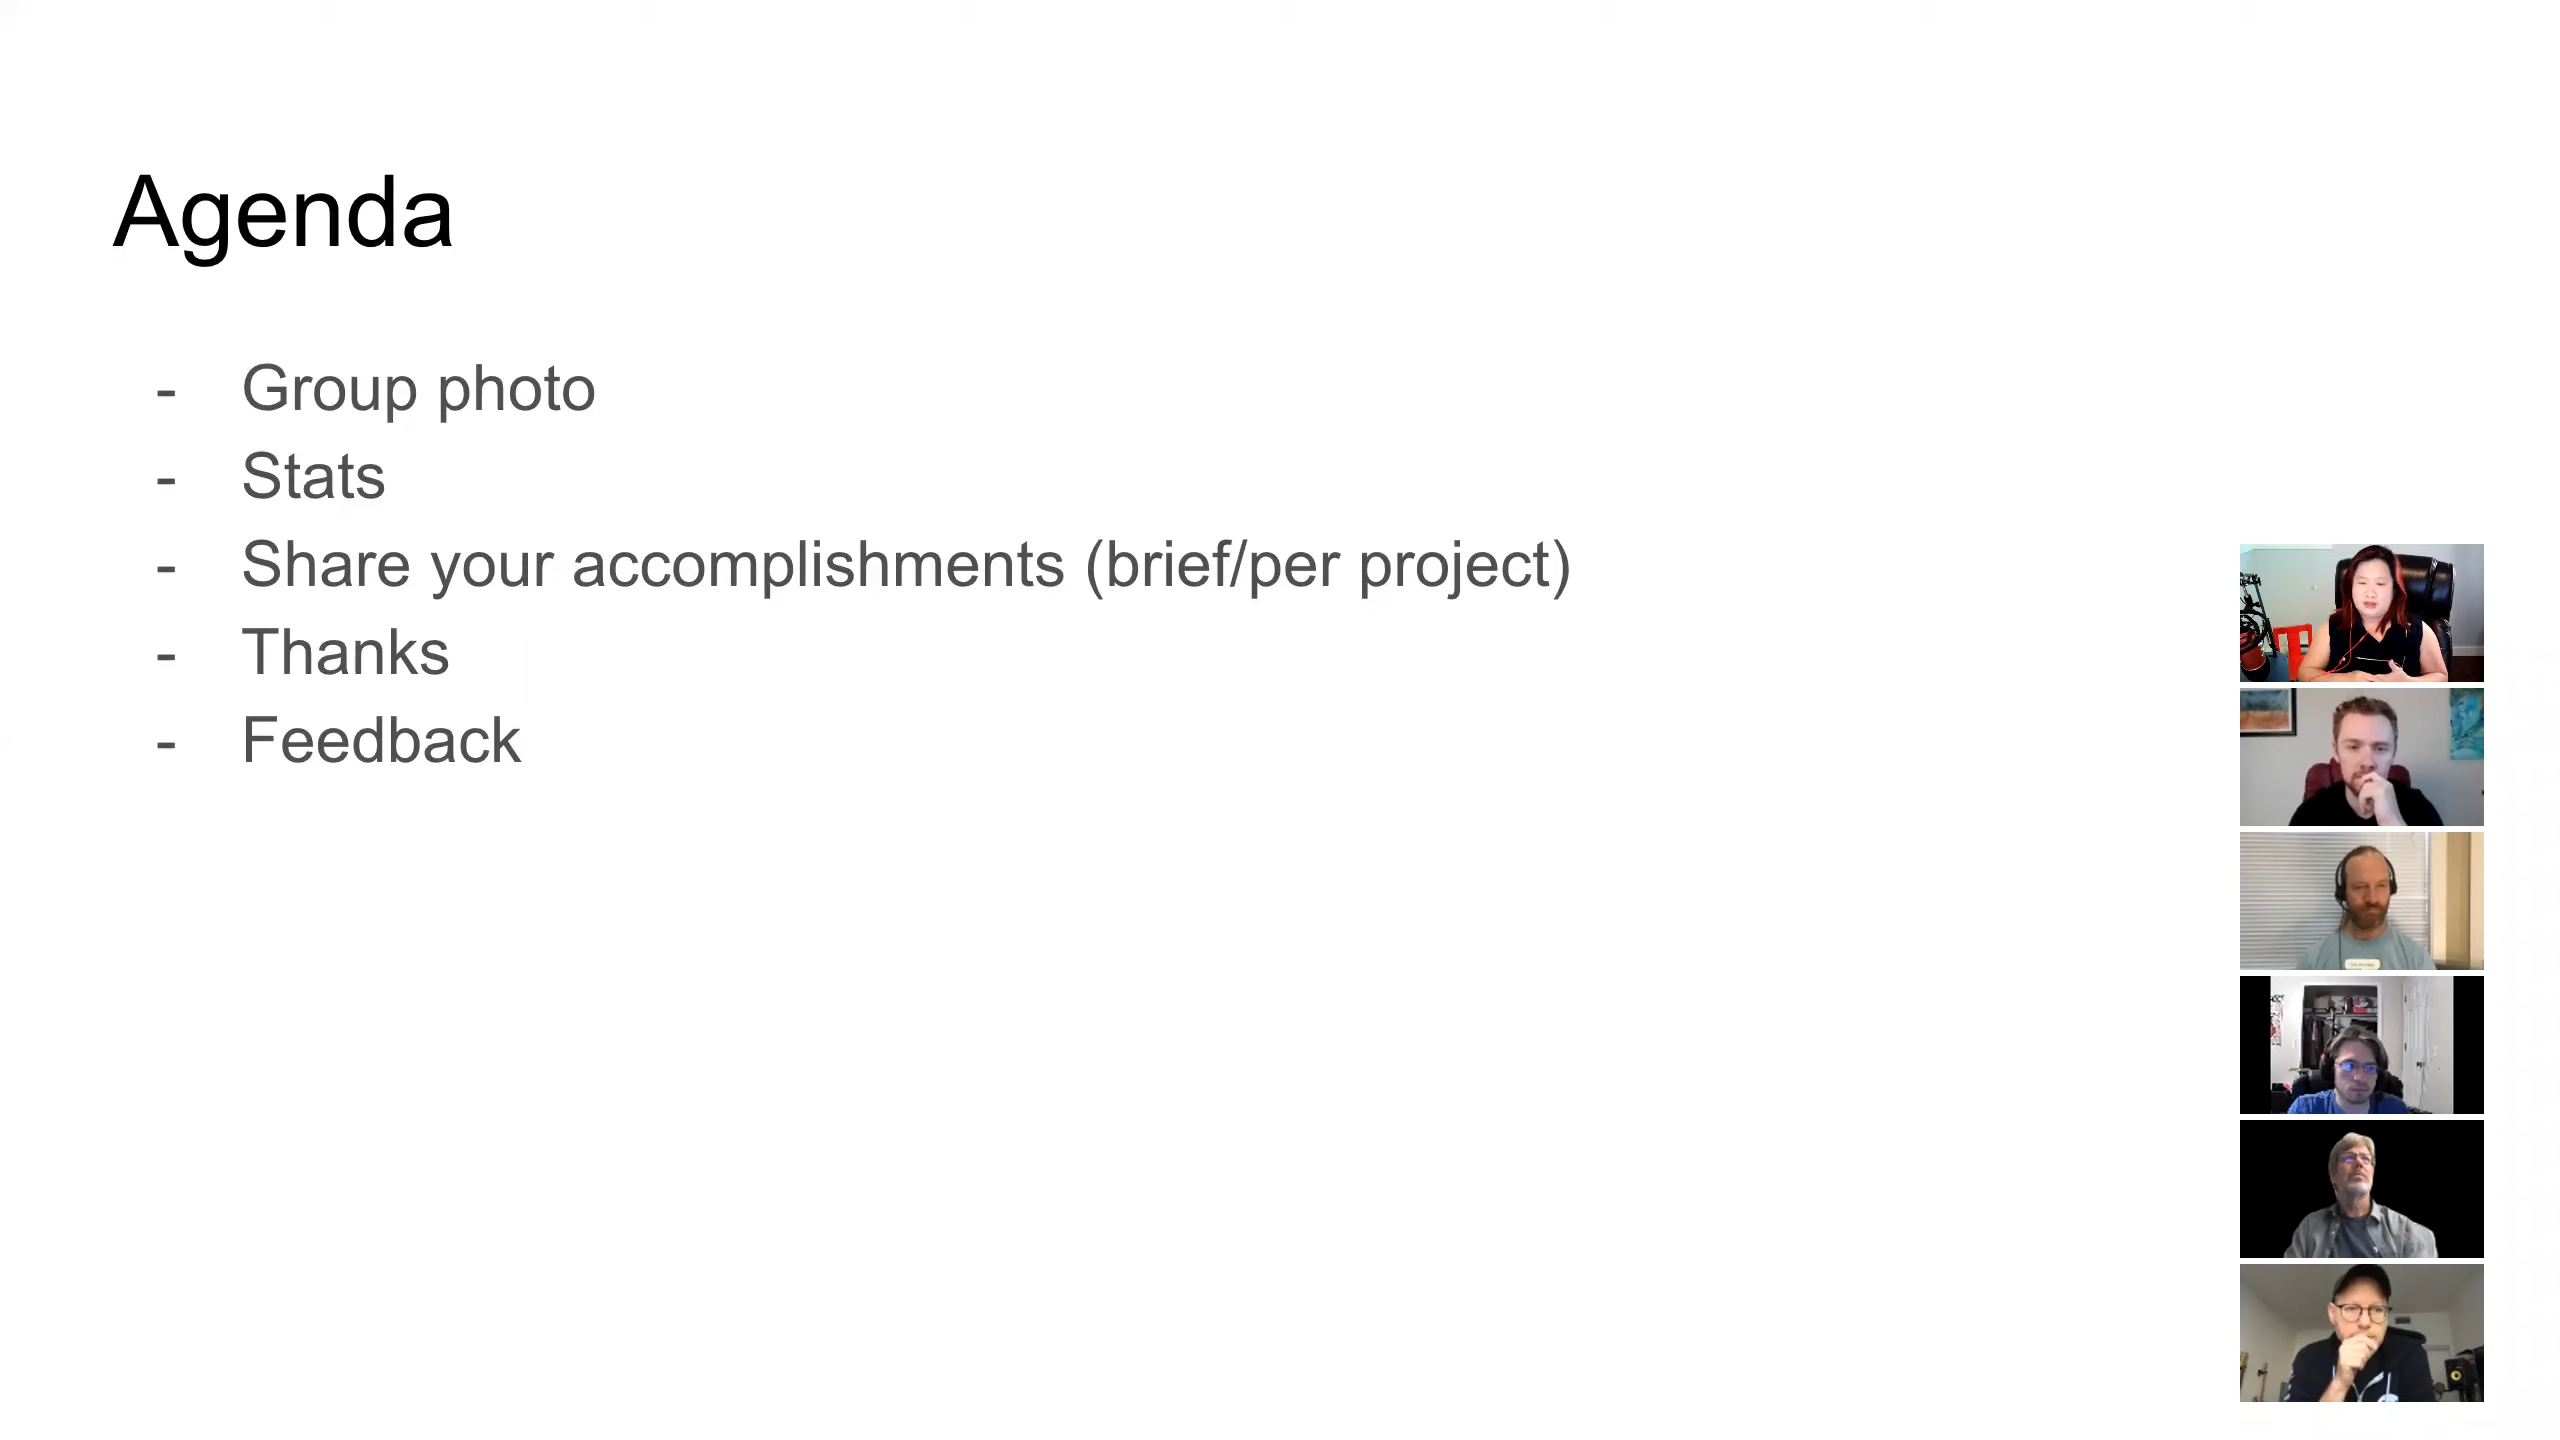 Agenda
- Group photo
- Stats
- Share your accomplishments (brief/per project)
- Thanks
- Feedback